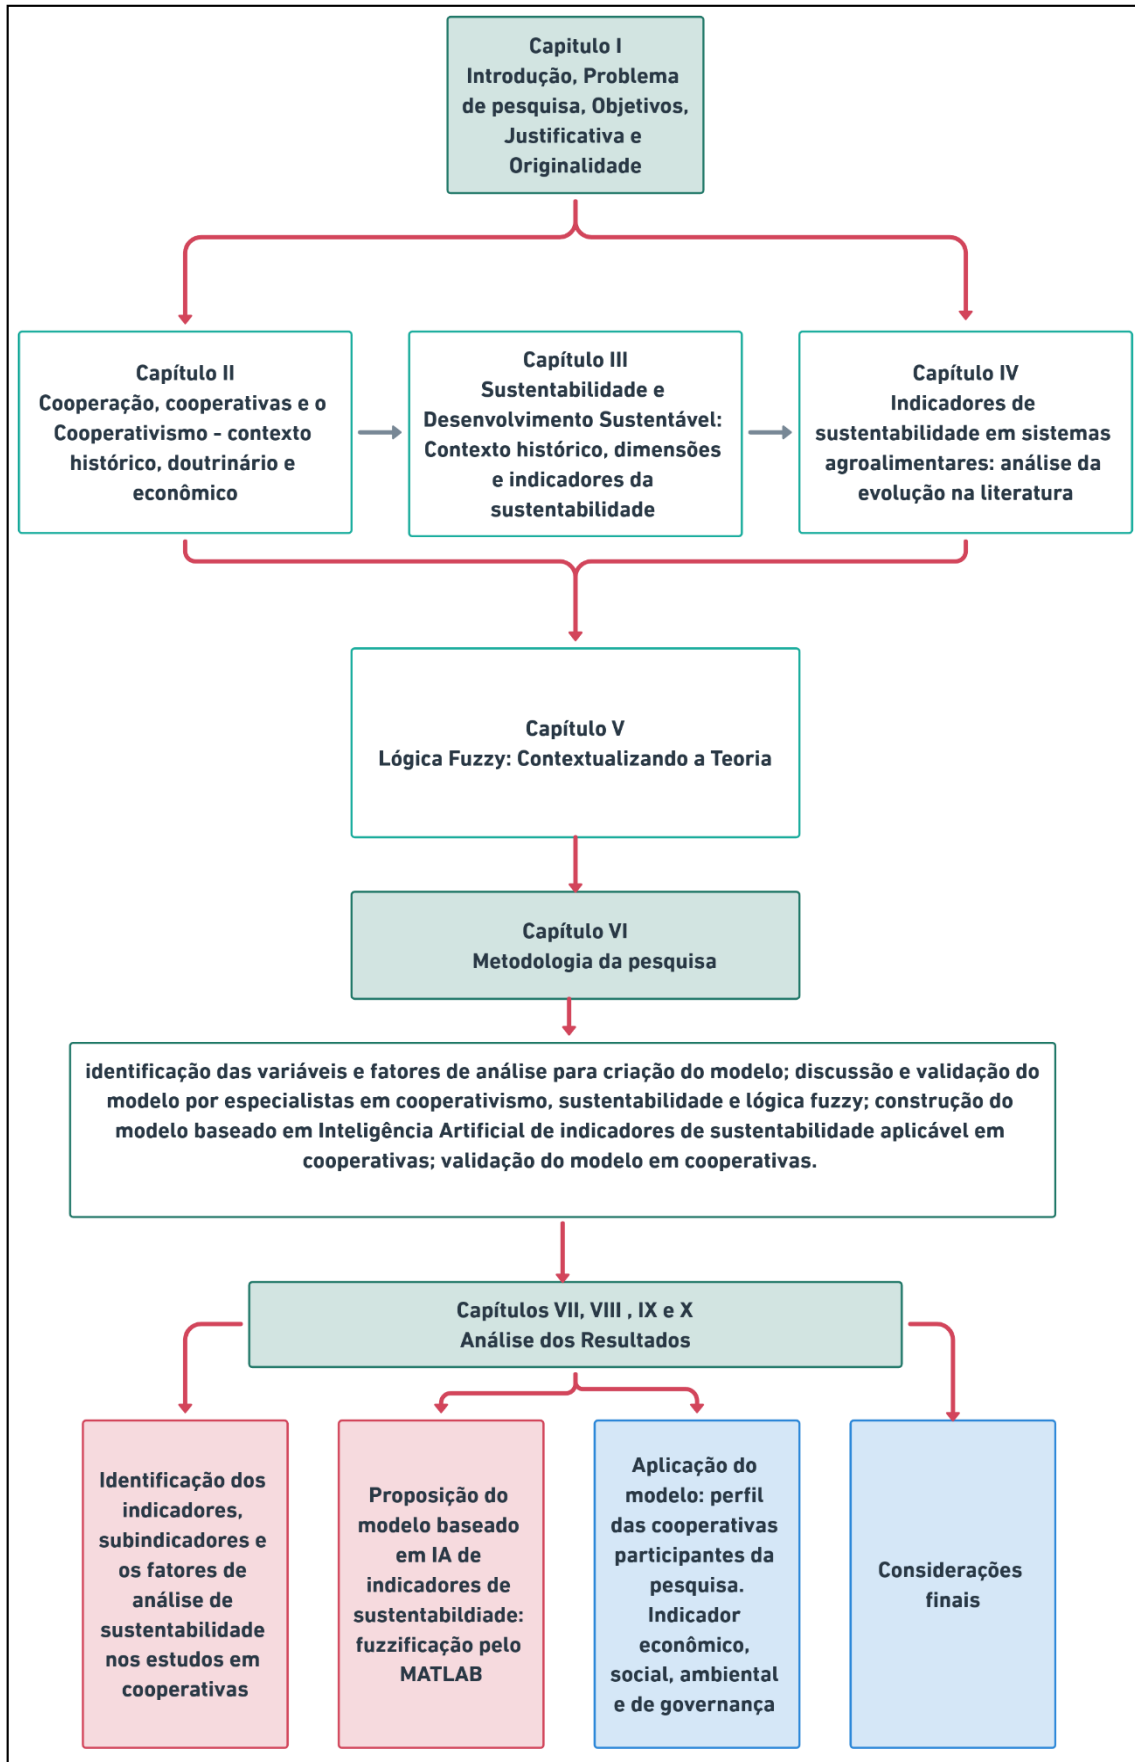 Capitulo I
Introdução, Problema
de pesquisa, Objetivos,
Justificativa e
Originalidade
Capítulo II
Cooperação, cooperativas e o
Cooperativismo - contexto
histórico, doutrinário e
econômico
Capítulo III
Sustentabilidade e
Desenvolvimento Sustentável:
Contexto histórico, dimensões
e indicadores da
sustentabilidade
Capítulo IV
Indicadores de
sustentabilidade em sistemas
agroalimentares: análise da
evolução na literatura
Capítulo V
Lógica Fuzzy: Contextualizando a Teoria
Capítulo VI
Metodologia da pesquisa
identificação das variáveis e fatores de análise para criação do modelo; discussão e validação do
modelo por especialistas em cooperativismo, sustentabilidade e lógica fuzzy; construção do
modelo baseado em Inteligência Artificial de indicadores de sustentabilidade aplicável em
cooperativas; validação do modelo em cooperativas.
Capítulos VII, VIII , IX e X
Análise dos Resultados
Identificação dos
indicadores,
subindicadores e
os fatores de
análise de
sustentabilidade
nos estudos em
cooperativas
Proposição do
modelo baseado
em IA de
indicadores de
sustentabildiade:
fuzzificação pelo
MATLAB
Aplicação do
modelo: perfil
das cooperativas
participantes da
pesquisa.
Indicador
econômico,
social, ambiental
e de governança
Considerações
finais